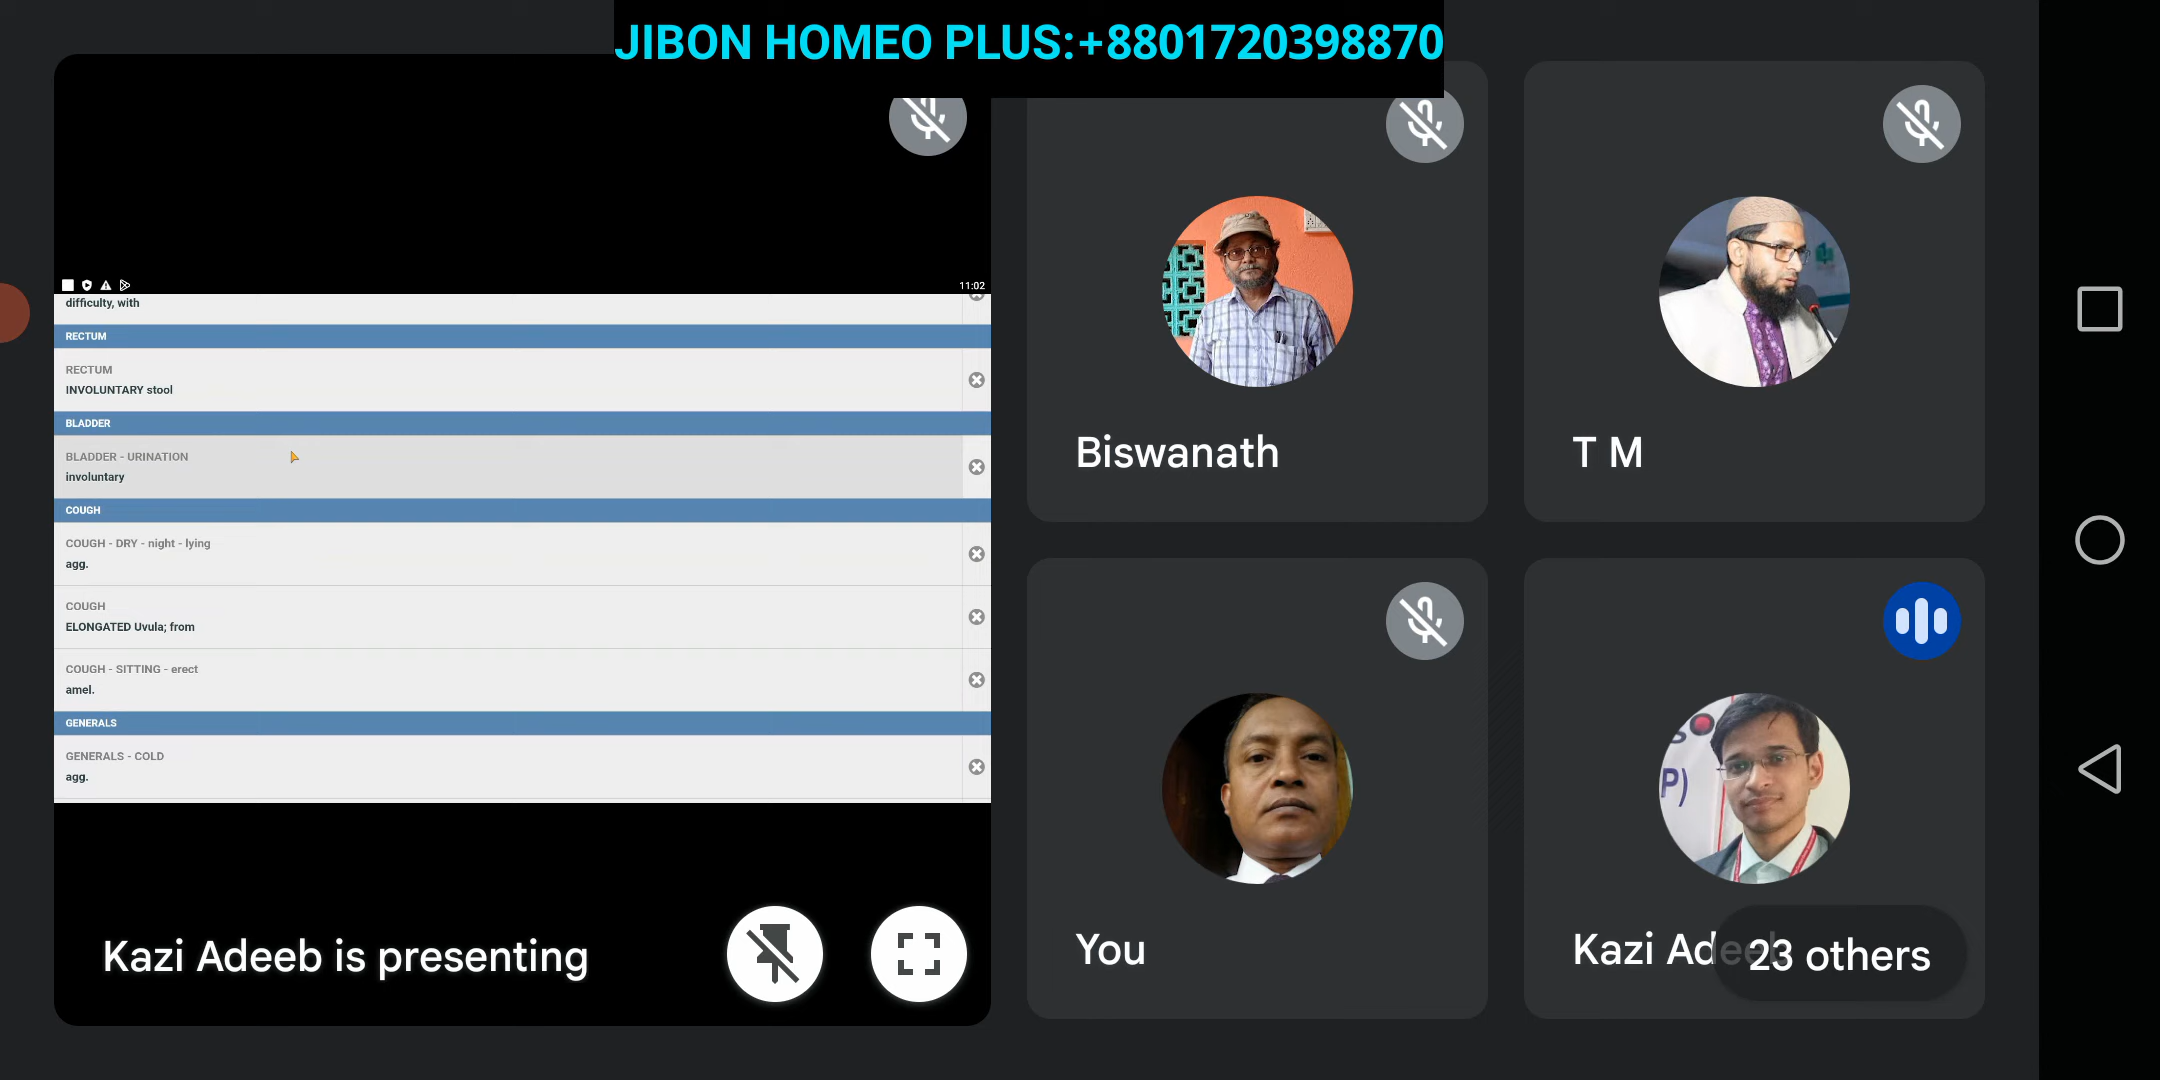 JIBON HOMEO PLUS:+8801720398870
11:02
difficulty, with
RECTUM
RECTUM
INVOLUNTARY stool
BLADDER
BLADDER - URINATION
involuntary
COUGH
COUGH - DRY - night - lying
agg.
COUGH
ELONGATED Uvula; from
COUGH - SITTING - erect
amel.
GENERALS
GENERALS - COLD
agg.
Kazi Adeeb is presenting
Biswanath
T M
You
P)
Kazi Adeeb
23 others